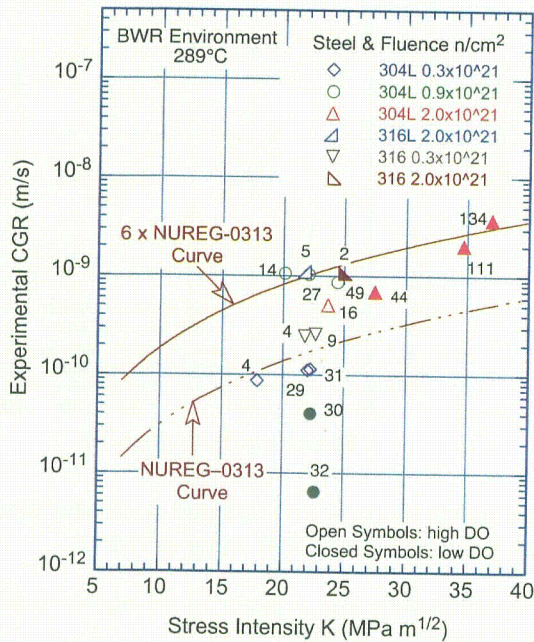 BWR Environment
289°C
Steel & Fluence n/cm2
304L 0.3x10^21
304L 0.9x10^21
304L 2.0x10^21
316L 2.0x10^21
316 0.3x10^21
316 2.0x10^21
10-7
10-8
10-9
10-10
10-11
10-12
Experimental CGR (m/s)
6 x NUREG-0313
Curve
134
111
14
5
2
27
49
44
16
4
9
4
31
29
30
32
NUREG–0313
Curve
Open Symbols: high DO
Closed Symbols: low DO
5
10
15
20
25
30
35
40
Stress Intensity K (MPa m1/2)